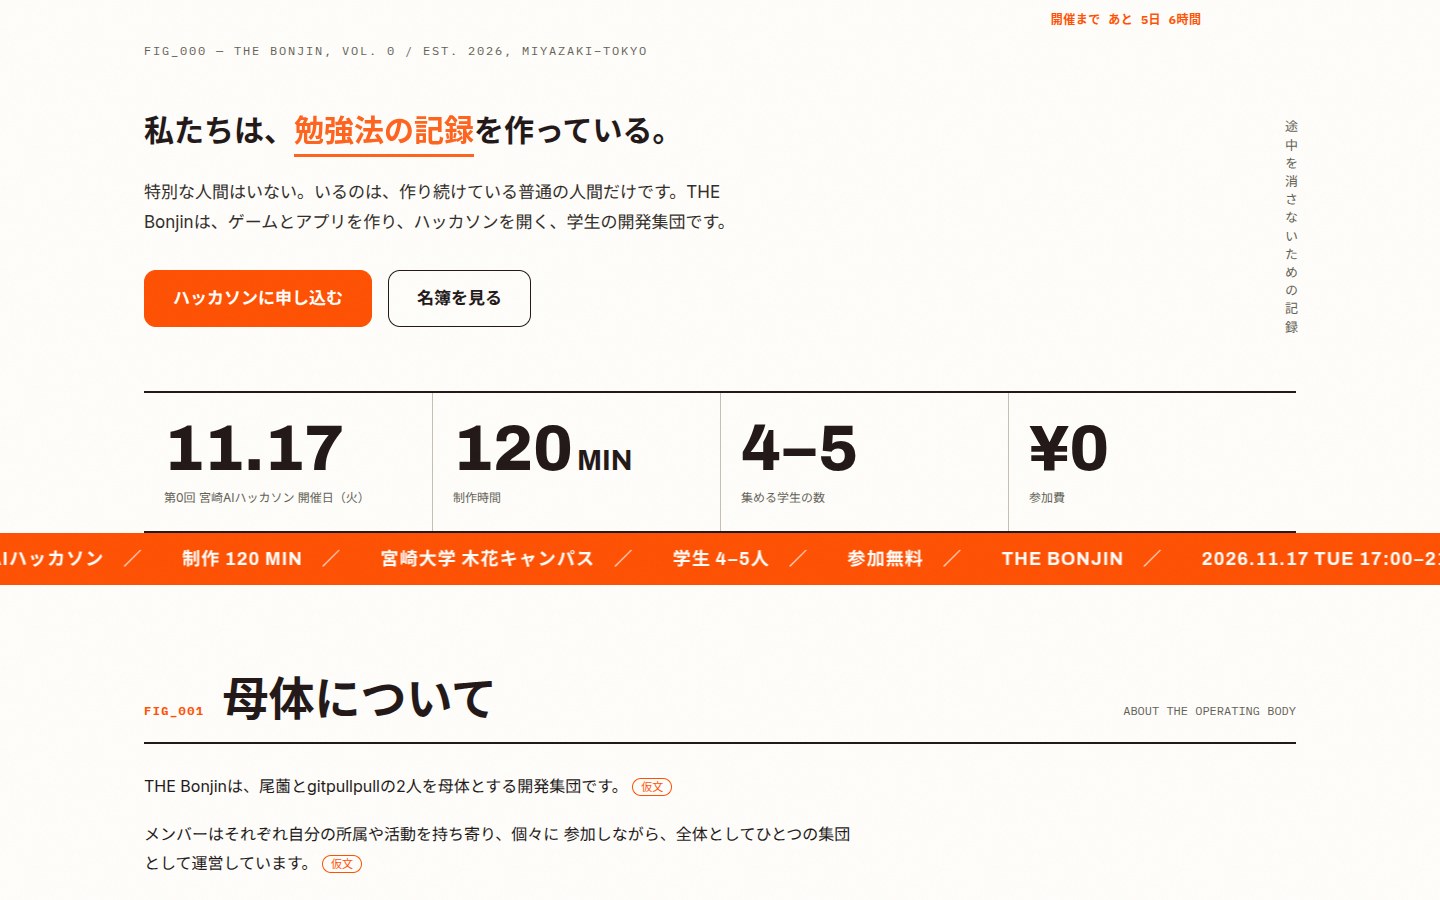 開催まで あと 5日 6時間
FIG_000 — THE BONJIN, VOL. 0 / EST. 2026, MIYAZAKI–TOKYO
私たちは、勉強法の記録を作っている。
特別な人間はいない。いるのは、作り続けている普通の人間だけです。THE
Bonjinは、ゲームとアプリを作り、ハッカソンを開く、学生の開発集団です。
途中を消さないための記録
ハッカソンに申し込む
名簿を見る
11.17
第0回 宮崎AIハッカソン 開催日（火）
120 MIN
制作時間
4–5
集める学生の数
¥0
参加費
AIハッカソン ／ 制作 120 MIN ／ 宮崎大学 木花キャンパス ／ 学生 4–5人 ／ 参加無料 ／ THE BONJIN ／ 2026.11.17 TUE 17:00–21
FIG_001 母体について
ABOUT THE OPERATING BODY
THE Bonjinは、尾薗とgitpullpullの2人を母体とする開発集団です。 仮文
メンバーはそれぞれ自分の所属や活動を持ち寄り、個々に 参加しながら、全体としてひとつの集団
として運営しています。 仮文